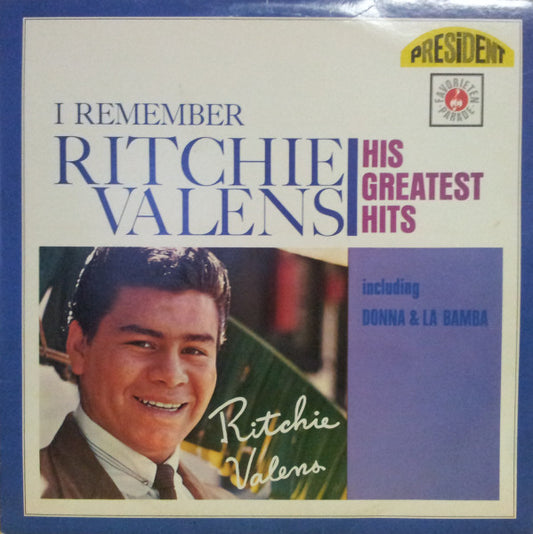 PRESiDENT
FAVORIETEN
PARADE
I REMEMBER
RITCHIE
VALENS
HIS
GREATEST
HITS
including
DONNA & LA BAMBA
Ritchie
Valens